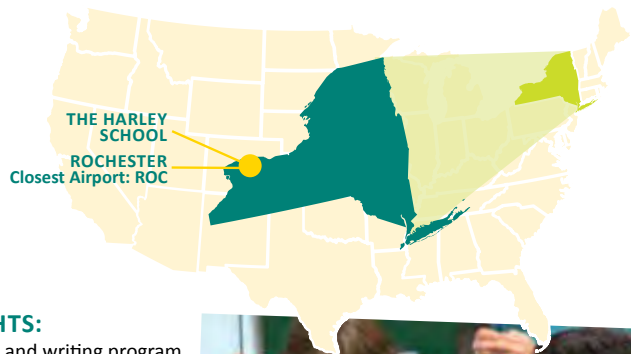 THE HARLEY
SCHOOL
ROCHESTER
Closest Airport: ROC
HTS:
and writing program